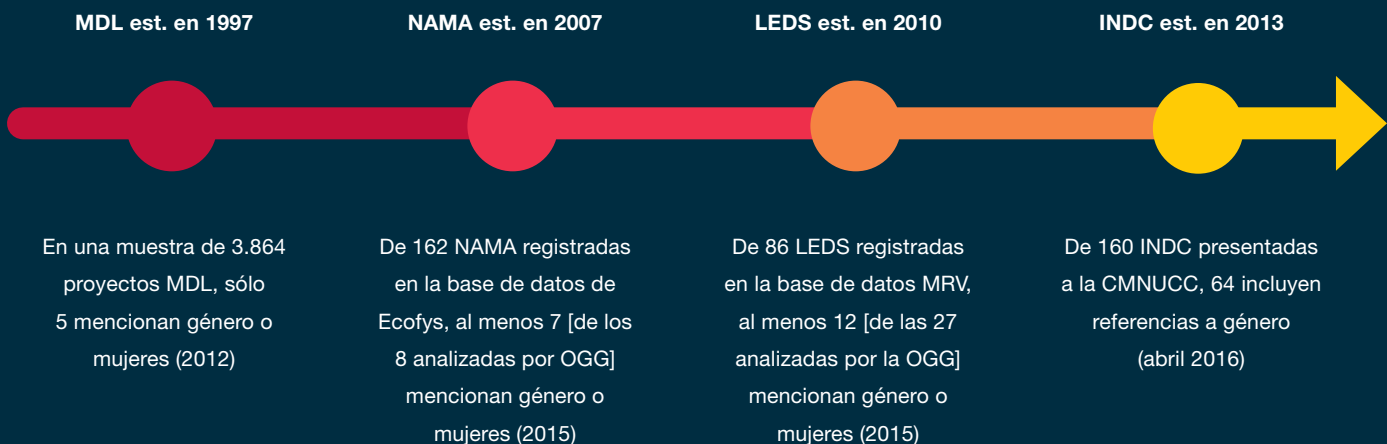 MDL est. en 1997
NAMA est. en 2007
LEDS est. en 2010
INDC est. en 2013
En una muestra de 3.864
proyectos MDL, sólo
5 mencionan género o
mujeres (2012)
De 162 NAMA registradas
en la base de datos de
Ecofys, al menos 7 [de los
8 analizadas por OGG]
mencionan género o
mujeres (2015)
De 86 LEDS registradas
en la base de datos MRV,
al menos 12 [de las 27
analizadas por la OGG]
mencionan género o
mujeres (2015)
De 160 INDC presentadas
a la CMNUCC, 64 incluyen
referencias a género
(abril 2016)